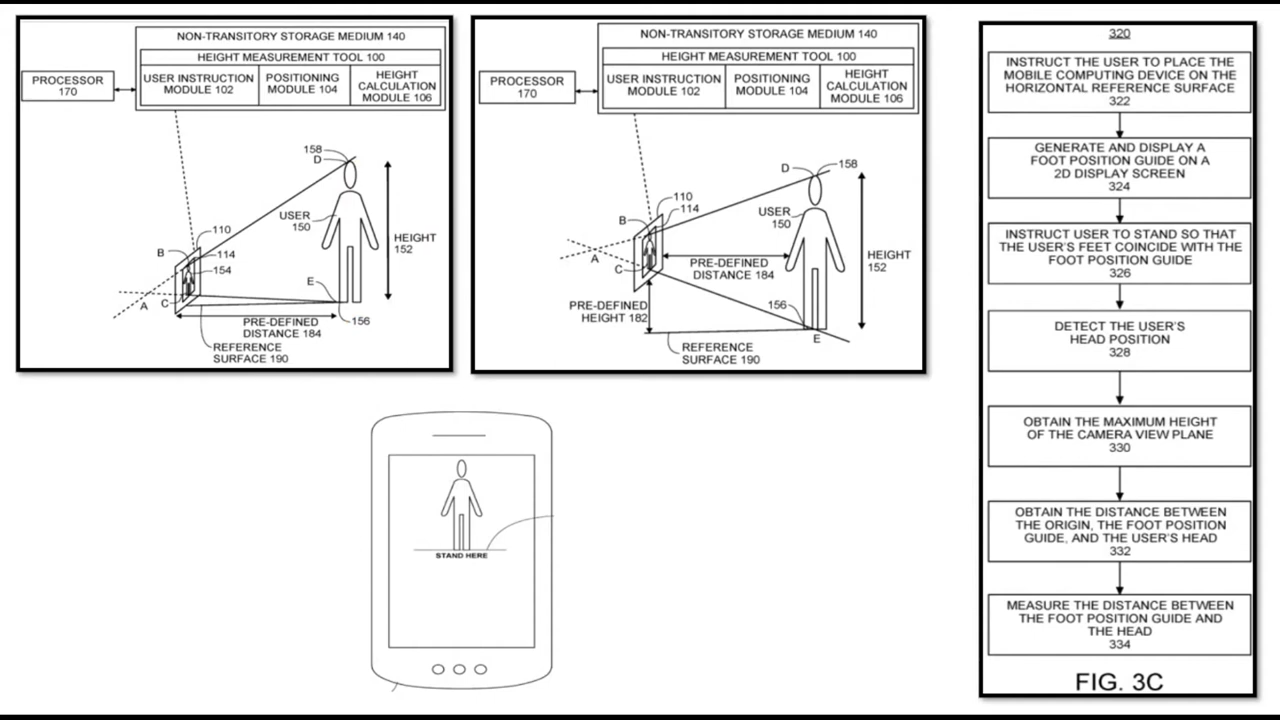 NON-TRANSITORY STORAGE MEDIUM 140
HEIGHT MEASUREMENT TOOL 100
PROCESSOR
170
USER INSTRUCTION
MODULE 102
POSITIONING
MODULE 104
HEIGHT
CALCULATION
MODULE 106
158
D
USER
150
110
B
114
154
HEIGHT
152
E
A
C
156
PRE-DEFINED
DISTANCE 184
REFERENCE
SURFACE 190
NON-TRANSITORY STORAGE MEDIUM 140
HEIGHT MEASUREMENT TOOL 100
PROCESSOR
170
USER INSTRUCTION
MODULE 102
POSITIONING
MODULE 104
HEIGHT
CALCULATION
MODULE 106
D
158
110
114
B
USER
150
A
C
PRE-DEFINED
DISTANCE 184
HEIGHT
152
PRE-DEFINED
HEIGHT 182
156
E
REFERENCE
SURFACE 190
STAND HERE
320
INSTRUCT THE USER TO PLACE THE
MOBILE COMPUTING DEVICE ON THE
HORIZONTAL REFERENCE SURFACE
322
GENERATE AND DISPLAY A
FOOT POSITION GUIDE ON A
2D DISPLAY SCREEN
324
INSTRUCT USER TO STAND SO THAT
THE USER'S FEET COINCIDE WITH THE
FOOT POSITION GUIDE
326
DETECT THE USER'S
HEAD POSITION
328
OBTAIN THE MAXIMUM HEIGHT
OF THE CAMERA VIEW PLANE
330
OBTAIN THE DISTANCE BETWEEN
THE ORIGIN, THE FOOT POSITION
GUIDE, AND THE USER'S HEAD
332
MEASURE THE DISTANCE BETWEEN
THE FOOT POSITION GUIDE AND
THE HEAD
334
FIG. 3C